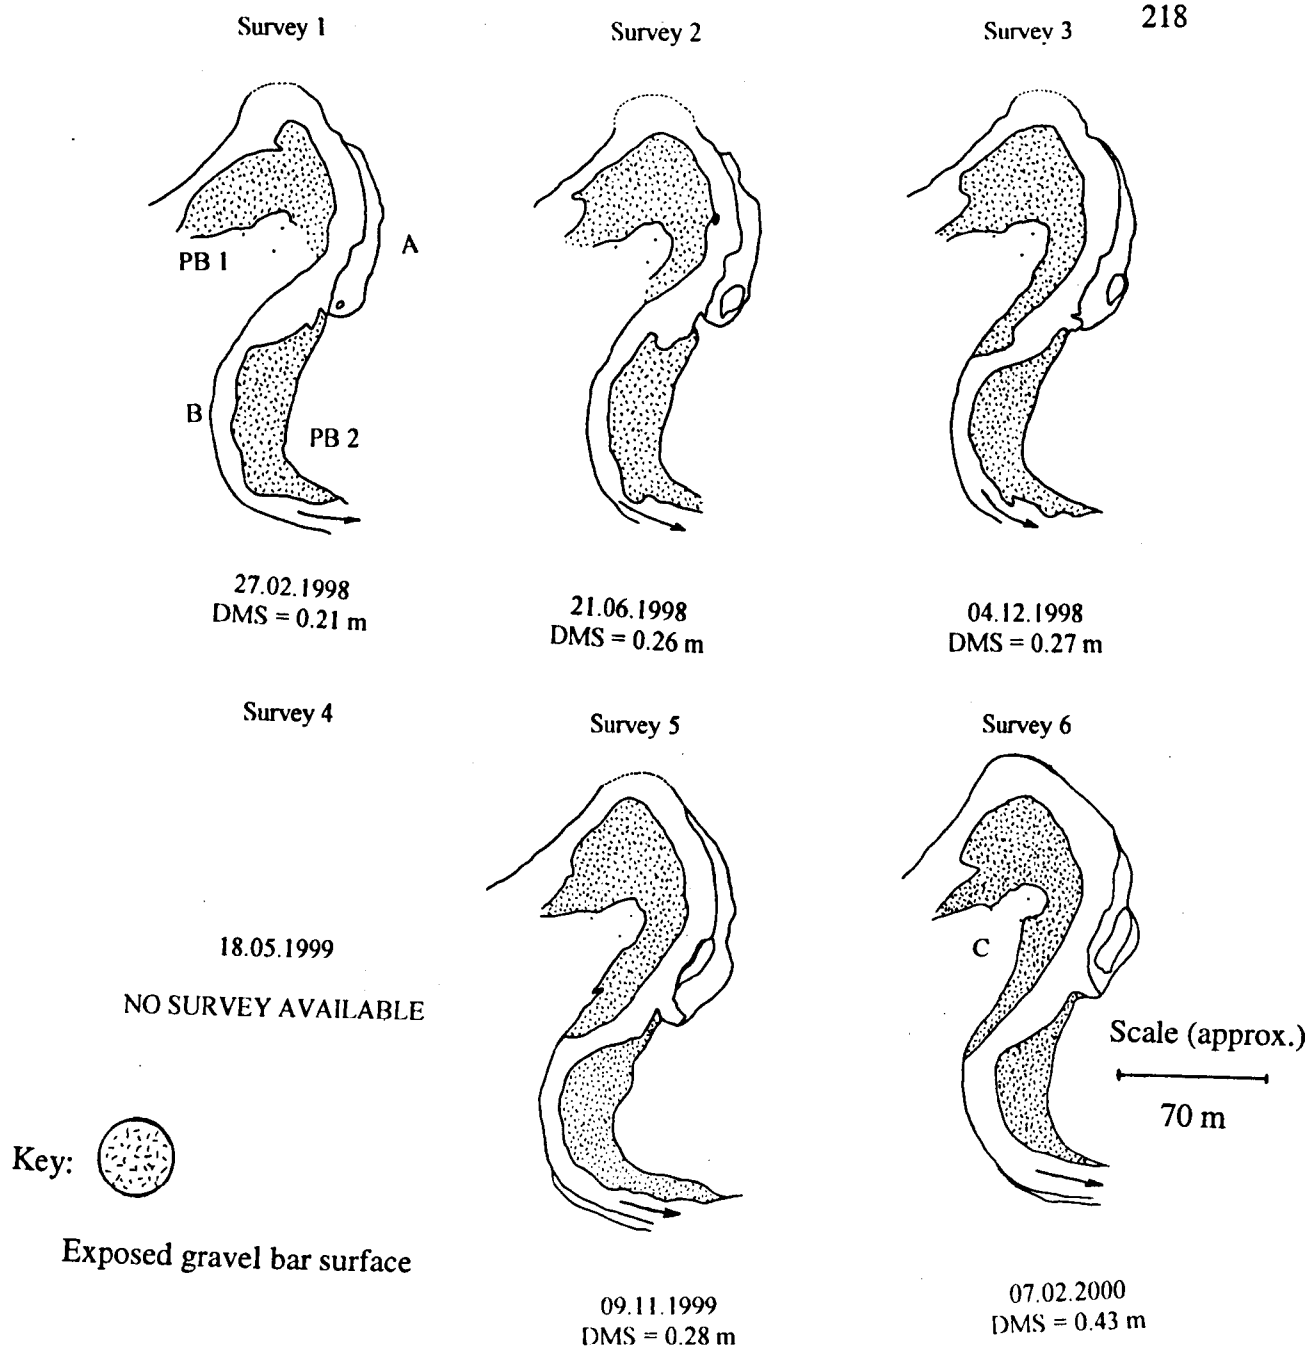 218
Survey 1
Survey 2
Survey 3
A
PB 1
B
PB 2
27.02.1998
DMS = 0.21 m
21.06.1998
DMS = 0.26 m
04.12.1998
DMS = 0.27 m
Survey 4
Survey 5
Survey 6
18.05.1999
NO SURVEY AVAILABLE
C
Scale (approx.)
70 m
Key:
Exposed gravel bar surface
09.11.1999
DMS = 0.28 m
07.02.2000
DMS = 0.43 m